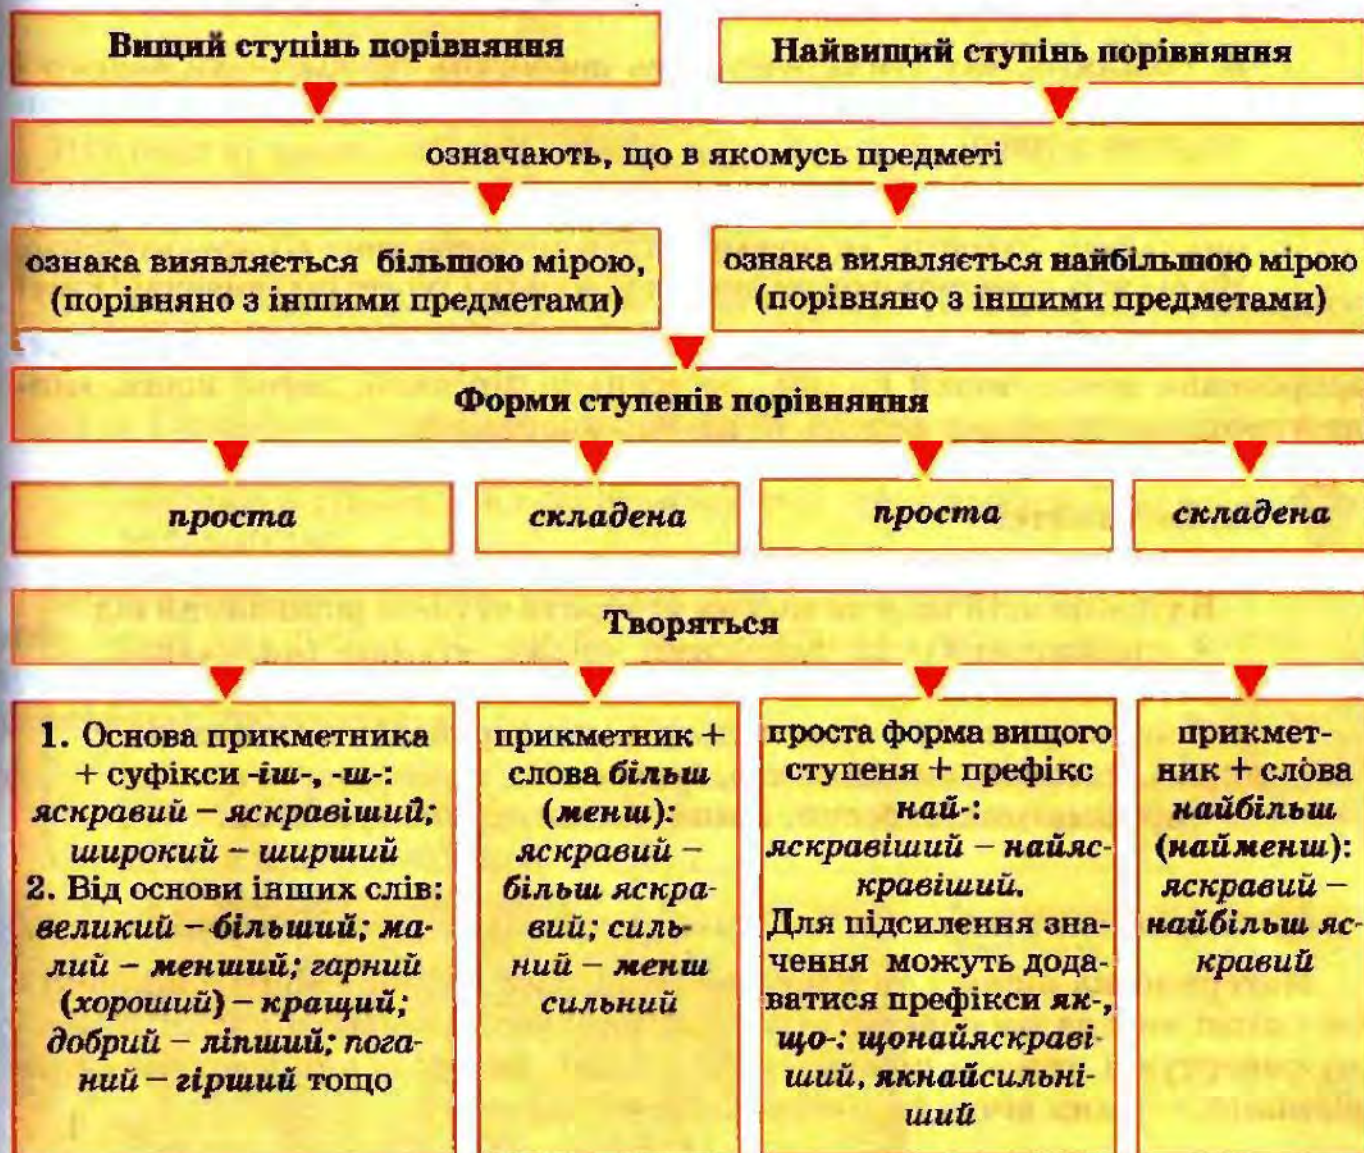 Вищий ступінь порівняння
Найвищий ступінь порівняння
означають, що в якомусь предметі
ознака виявляється більшою мірою,
(порівняно з іншими предметами)
ознака виявляється найбільшою мірою
(порівняно з іншими предметами)
Форми ступенів порівняння
проста
складена
проста
складена
Творяться
1. Основа прикметника
+ суфікси -іш-, -ш-:
яскравий – яскравіший;
широкий – ширший
2. Від основи інших слів:
великий – більший; ма-
лий – менший; гарний
(хороший) – кращий;
добрий – ліпший; пога-
ний – гірший тощо
прикметник +
слова більш
(менш):
яскравий –
більш яскра-
вий; силь-
ний – менш
сильний
проста форма вищого
ступеня + префікс
най-:
яскравіший – найяс-
кравіший.
Для підсилення зна-
чення можуть дода-
ватися префікси як-,
що-: щонайяскраві-
ший, якнайсильні-
ший
прикмет-
ник + слова
найбільш
(найменш):
яскравий –
найбільш яс-
кравий